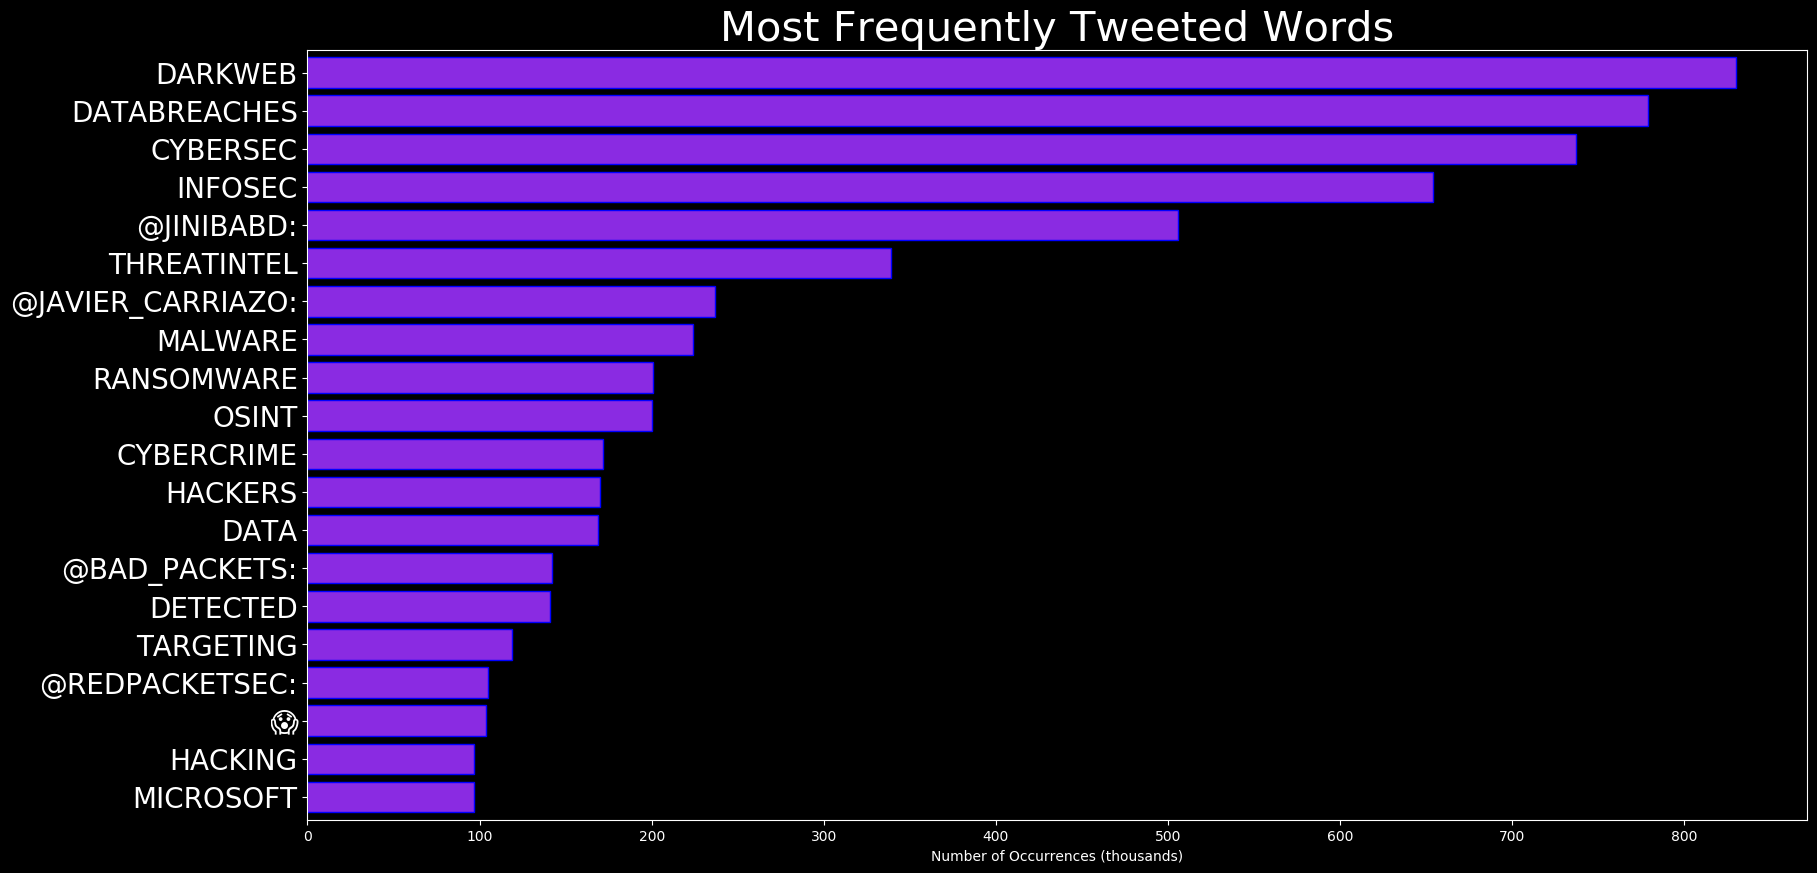 Most Frequently Tweeted Words
DARKWEB
DATABREACHES
CYBERSEC
INFOSEC
@JINIBABD:
THREATINTEL
@JAVIER_CARRIAZO:
MALWARE
RANSOMWARE
OSINT
CYBERCRIME
HACKERS
DATA
@BAD_PACKETS:
DETECTED
TARGETING
@REDPACKETSEC:
😱
HACKING
MICROSOFT
0 100 200 300 400 500 600 700 800
Number of Occurrences (thousands)